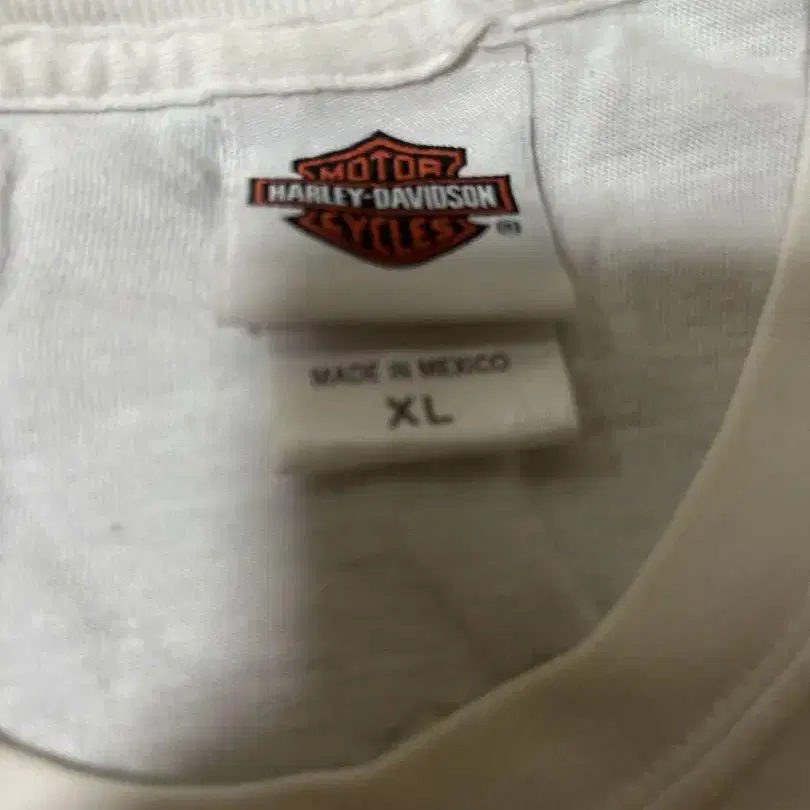 MOTOR
HARLEY-DAVIDSON
CYCLES
®
MADE IN MEXICO
XL